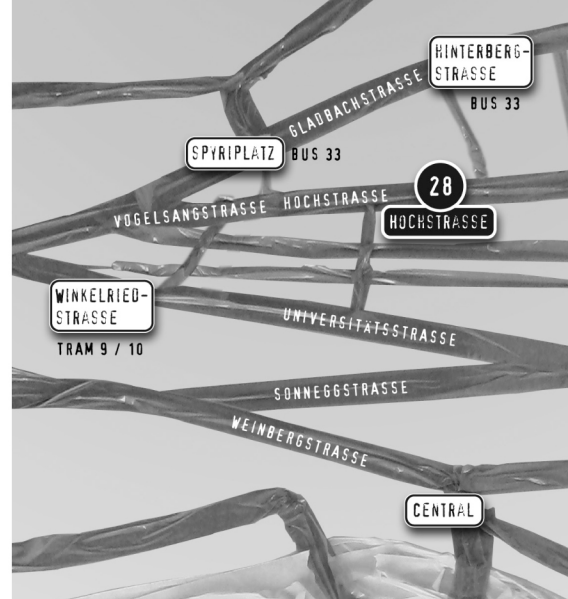 HINTERBERG-
STRASSE
BUS 33
GLADBACHSTRASSE
SPYRIPLATZ
BUS 33
28
HOCHSTRASSE
VOGELSANGSTRASSE HOCHSTRASSE
WINKELRIED-
STRASSE
TRAM 9 / 10
UNIVERSITÄTSSTRASSE
SONNEGGSTRASSE
WEINBERGSTRASSE
CENTRAL